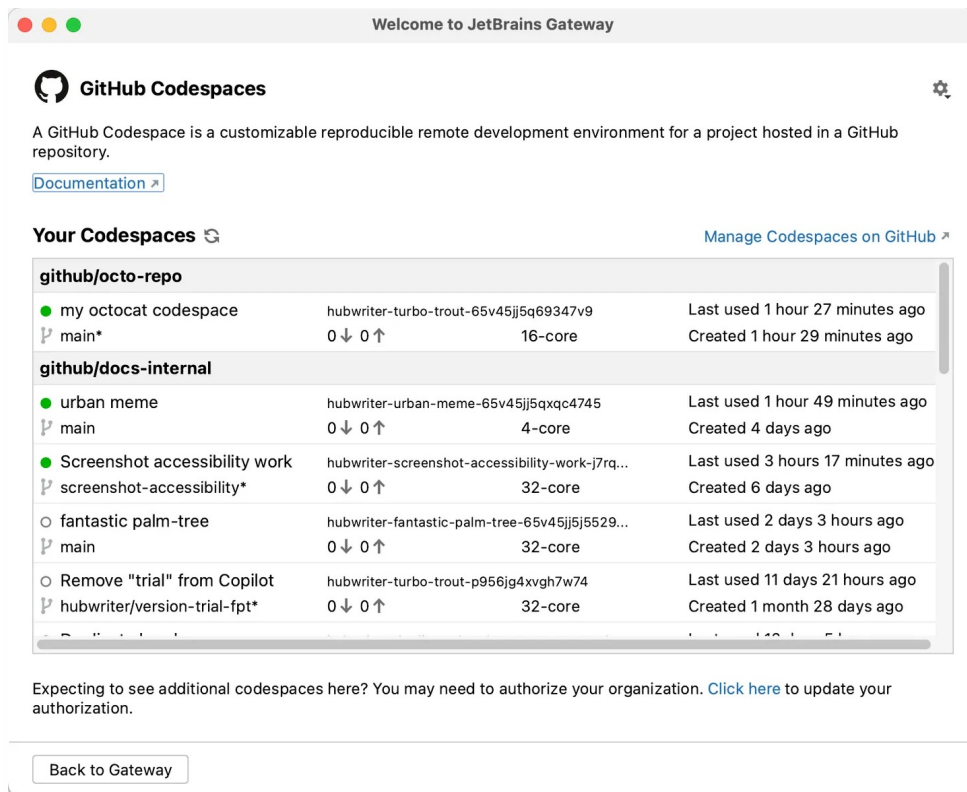 Welcome to JetBrains Gateway
GitHub Codespaces
A GitHub Codespace is a customizable reproducible remote development environment for a project hosted in a GitHub
repository.
Documentation ↗
Your Codespaces
Manage Codespaces on GitHub ↗
github/octo-repo
my octocat codespace hubwriter-turbo-trout-65v45jj5q69347v9 Last used 1 hour 27 minutes ago
main* 0↓ 0↑ 16-core Created 1 hour 29 minutes ago
github/docs-internal
urban meme hubwriter-urban-meme-65v45jj5qxqc4745 Last used 1 hour 49 minutes ago
main 0↓ 0↑ 4-core Created 4 days ago
Screenshot accessibility work hubwriter-screenshot-accessibility-work-j7rq... Last used 3 hours 17 minutes ago
screenshot-accessibility* 0↓ 0↑ 32-core Created 6 days ago
fantastic palm-tree hubwriter-fantastic-palm-tree-65v45jj5j5529... Last used 2 days 3 hours ago
main 0↓ 0↑ 32-core Created 2 days 3 hours ago
Remove "trial" from Copilot hubwriter-turbo-trout-p956jg4xvgh7w74 Last used 11 days 21 hours ago
hubwriter/version-trial-fpt* 0↓ 0↑ 32-core Created 1 month 28 days ago
Expecting to see additional codespaces here? You may need to authorize your organization. Click here to update your
authorization.
Back to Gateway